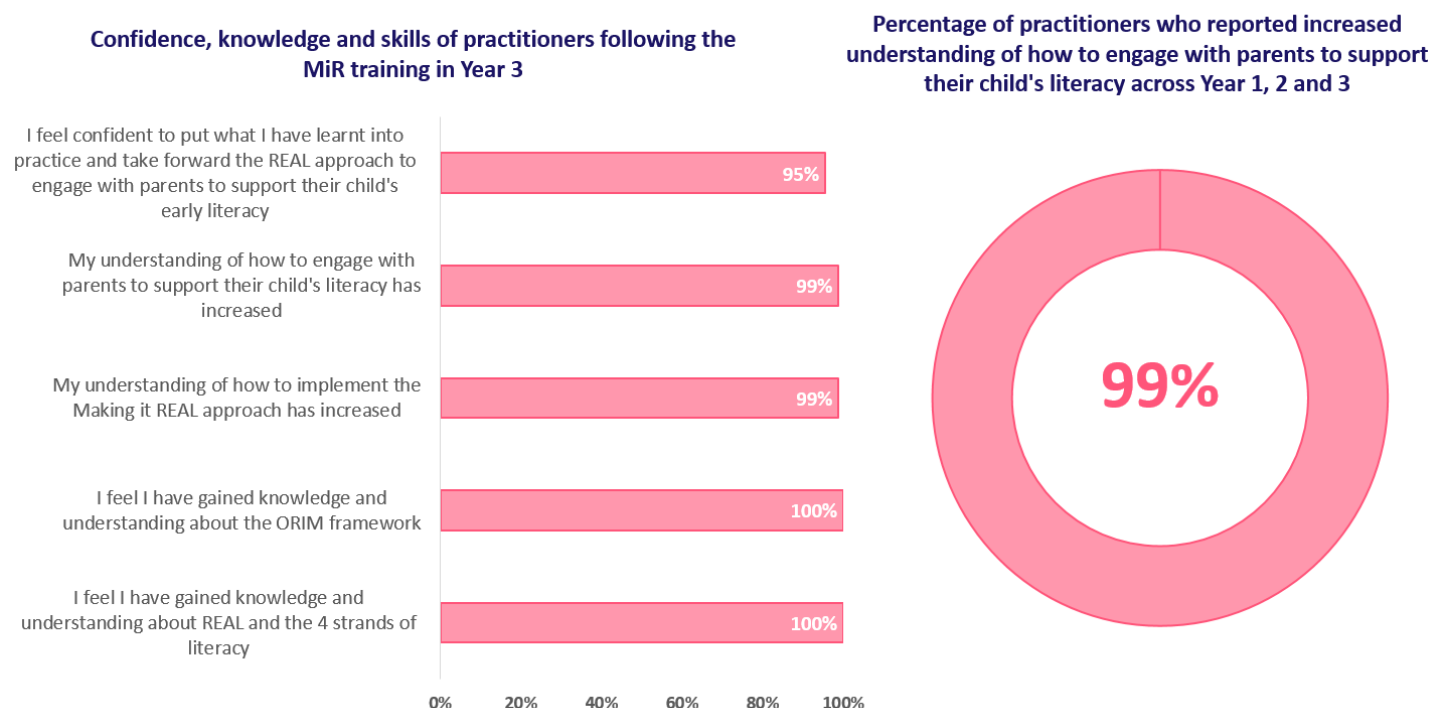 Confidence, knowledge and skills of practitioners following the
MiR training in Year 3
I feel confident to put what I have learnt into
practice and take forward the REAL approach to
engage with parents to support their child's
early literacy
95%
My understanding of how to engage with
parents to support their child's literacy has
increased
99%
My understanding of how to implement the
Making it REAL approach has increased
99%
I feel I have gained knowledge and
understanding about the ORIM framework
100%
I feel I have gained knowledge and
understanding about REAL and the 4 strands of
literacy
100%
0% 20% 40% 60% 80% 100%
Percentage of practitioners who reported increased
understanding of how to engage with parents to support
their child's literacy across Year 1, 2 and 3
99%